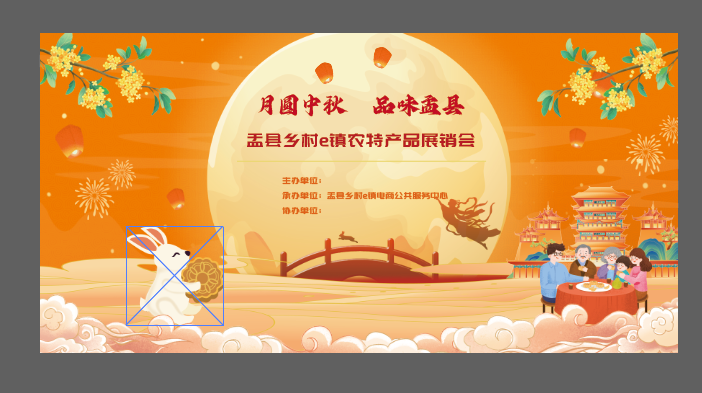 月圆中秋 品味盂县
盂县乡村e镇农特产品展销会
主办单位：
承办单位：盂县乡村e镇电商公共服务中心
协办单位：